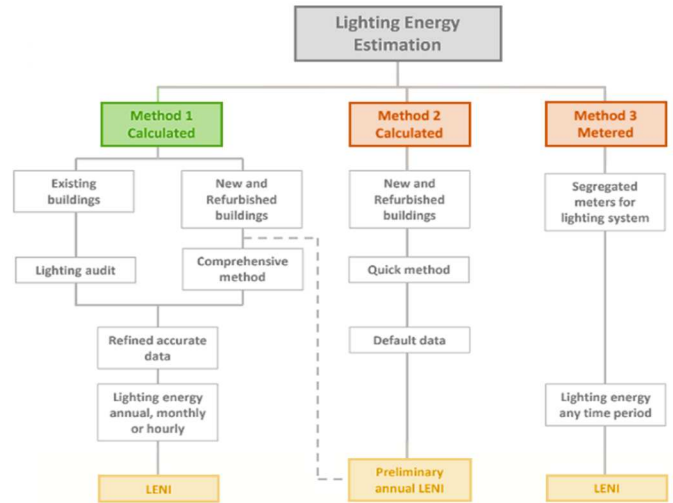 Lighting Energy
Estimation
Method 1
Calculated
Method 2
Calculated
Method 3
Metered
Existing
buildings
New and
Refurbished
buildings
New and
Refurbished
buildings
Segregated
meters for
lighting system
Lighting audit
Comprehensive
method
Quick method
Refined accurate
data
Default data
Lighting energy
annual, monthly
or hourly
Lighting energy
any time period
LENI
Preliminary
annual LENI
LENI